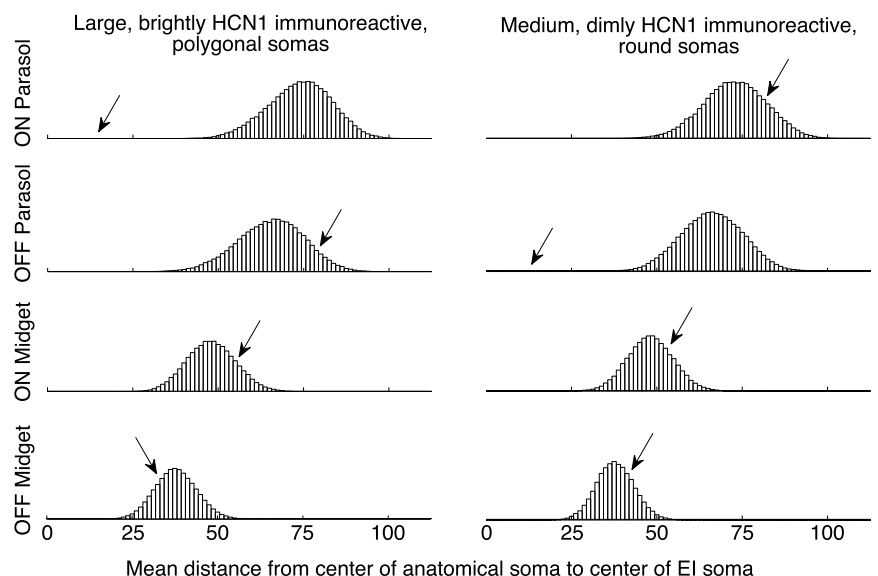 Large, brightly HCN1 immunoreactive,
polygonal somas
Medium, dimly HCN1 immunoreactive,
round somas
ON Parasol
OFF Parasol
ON Midget
OFF Midget
0 25 50 75 100
0 25 50 75 100
Mean distance from center of anatomical soma to center of EI soma